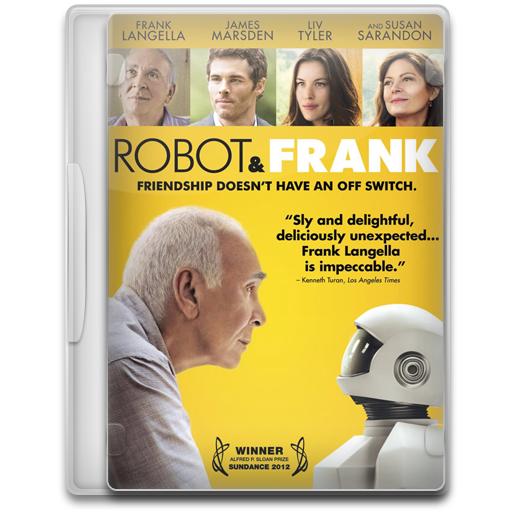 FRANK LANGELLA
JAMES MARSDEN
LIV TYLER
AND SUSAN SARANDON
ROBOT & FRANK
FRIENDSHIP DOESN'T HAVE AN OFF SWITCH.
“Sly and delightful,
deliciously unexpected...
Frank Langella
is impeccable.”
– Kenneth Turan, Los Angeles Times
WINNER
ALFRED P. SLOAN PRIZE
SUNDANCE 2012